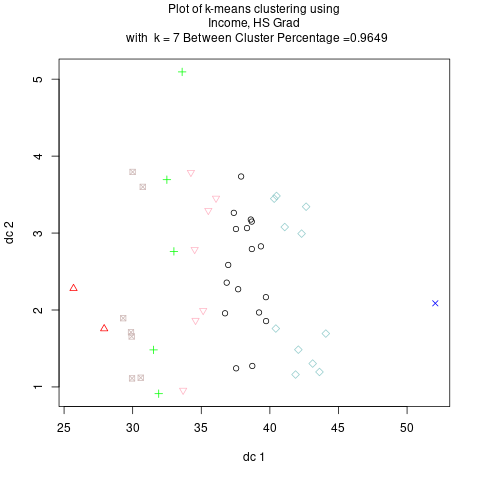 Plot of k-means clustering using
Income, HS Grad
with k = 7 Between Cluster Percentage =0.9649
5
4
3
2
1
dc 2
25 30 35 40 45 50
dc 1